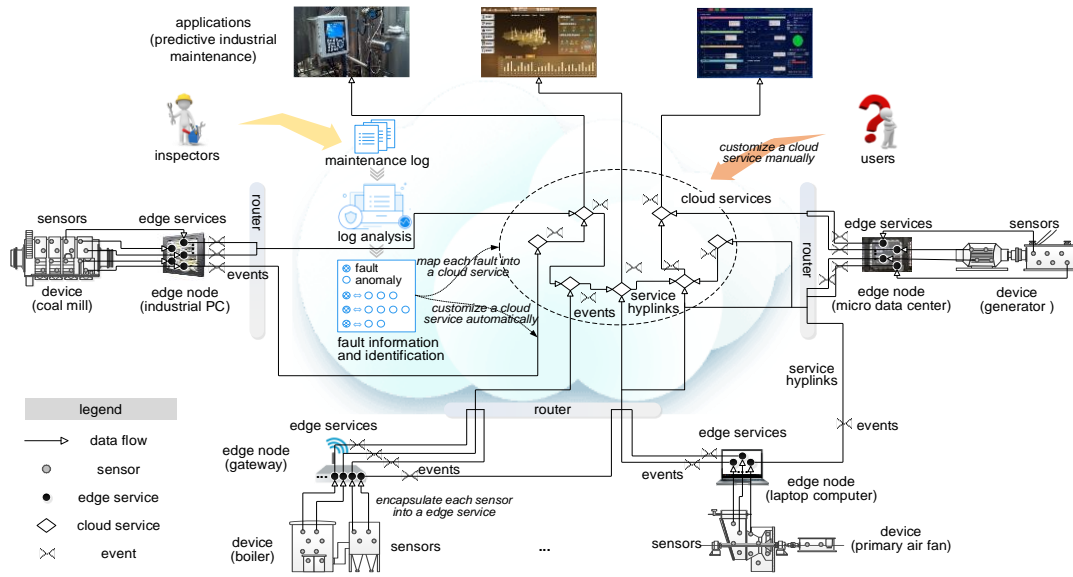 applications
(predictive industrial
maintenance)
inspectors
maintenance log
customize a cloud
service manually
users
router
cloud services
sensors
edge services
log analysis
edge services
sensors
map each fault into
a cloud service
router
events
fault
anomaly
device
(coal mill)
edge node
(industrial PC)
customize a cloud
service automatically
events
service
hyplinks
edge node
(micro data center)
device
(generator )
fault information
and identification
service
hyplinks
legend
router
data flow
edge services
edge services
events
edge node
(gateway)
events
events
sensor
edge node
(laptop computer)
edge service
encapsulate each sensor
into a edge service
cloud service
device
(boiler)
sensors
...
sensors
device
(primary air fan)
event